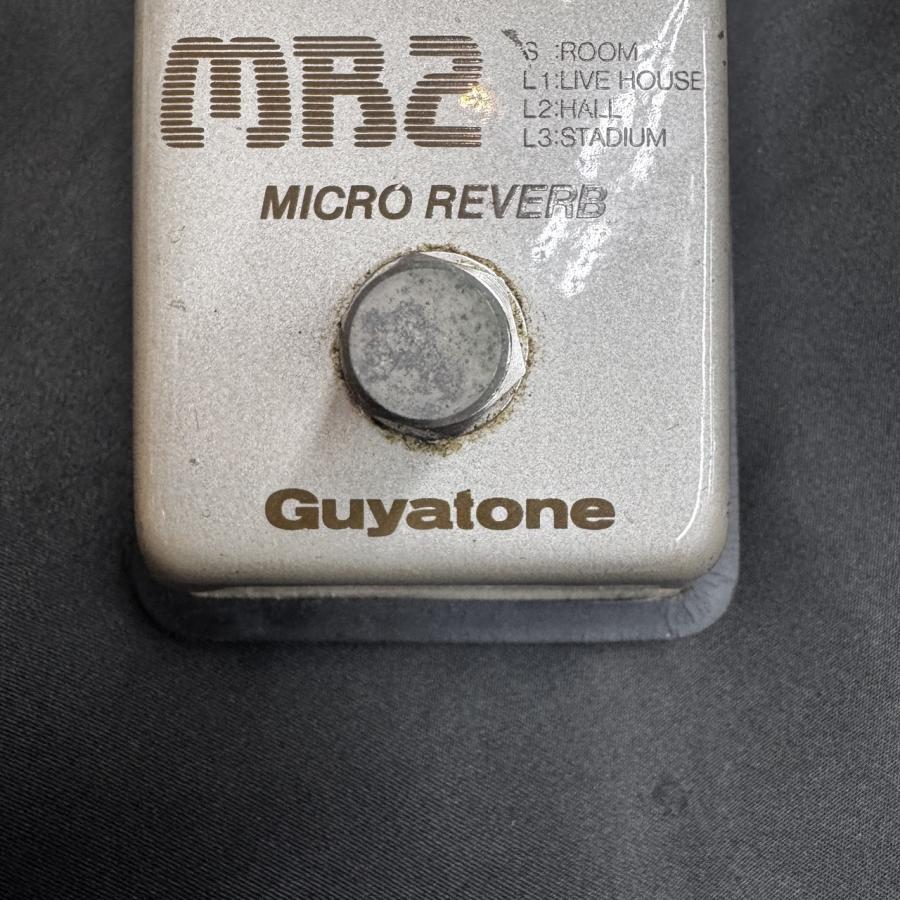 MR2
S :ROOM
L1:LIVE HOUSE
L2:HALL
L3:STADIUM
MICRO REVERB
Guyatone